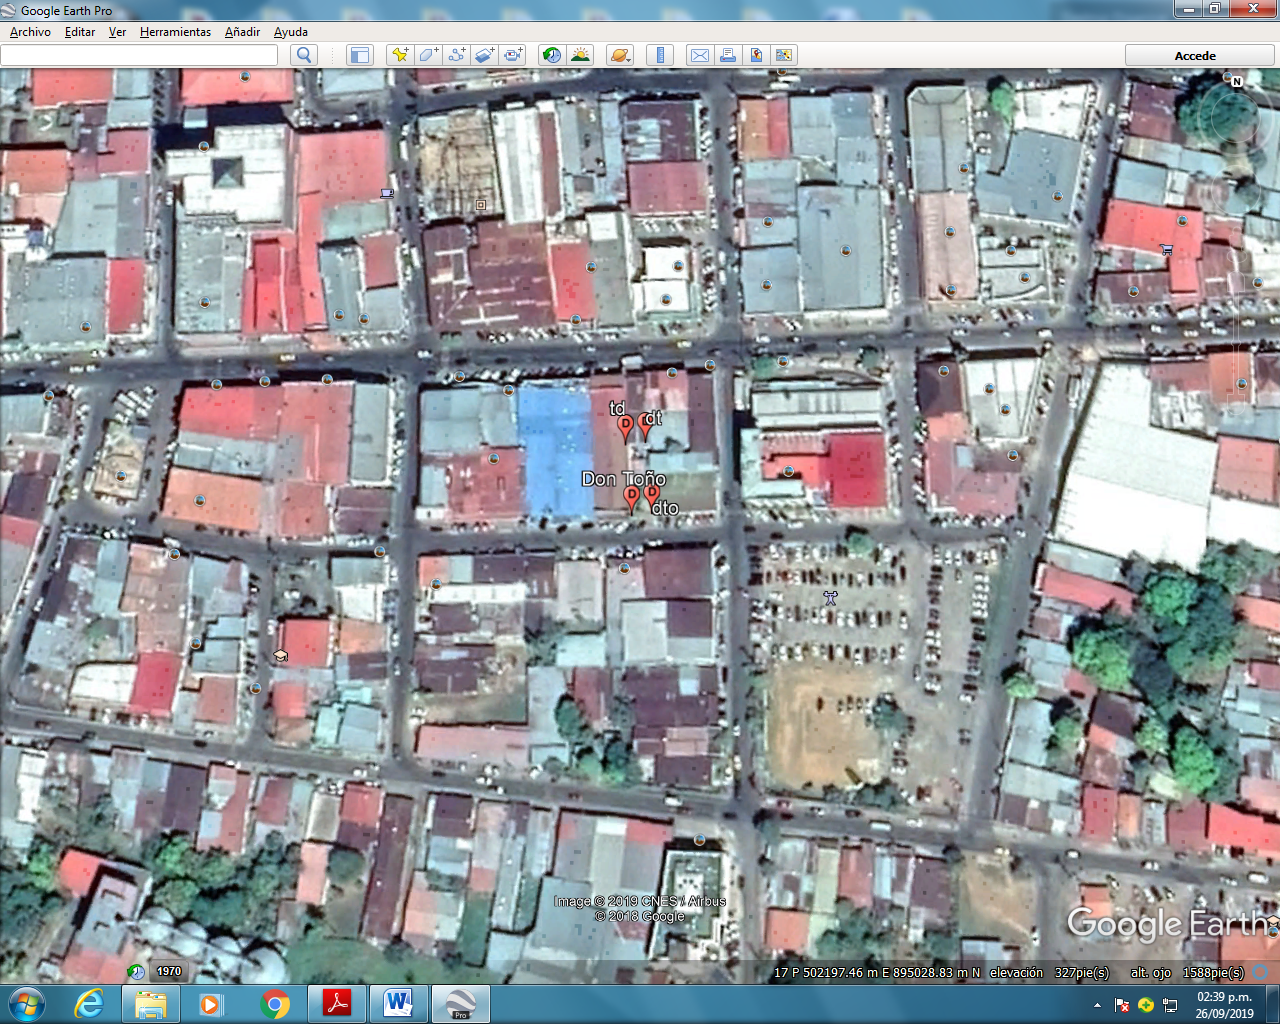 Google Earth Pro
Archivo Editar Ver Herramientas Añadir Ayuda
Accede
N
td
dt
D
Don Toño
D
D
dto
Image © 2019 CNES / Airbus
© 2018 Google
Google Earth
1970
17 P 502197.46 m E 895028.83 m N elevación 327pie(s) alt. ojo 1588pie(s)
Pro
02:39 p.m.
26/09/2019